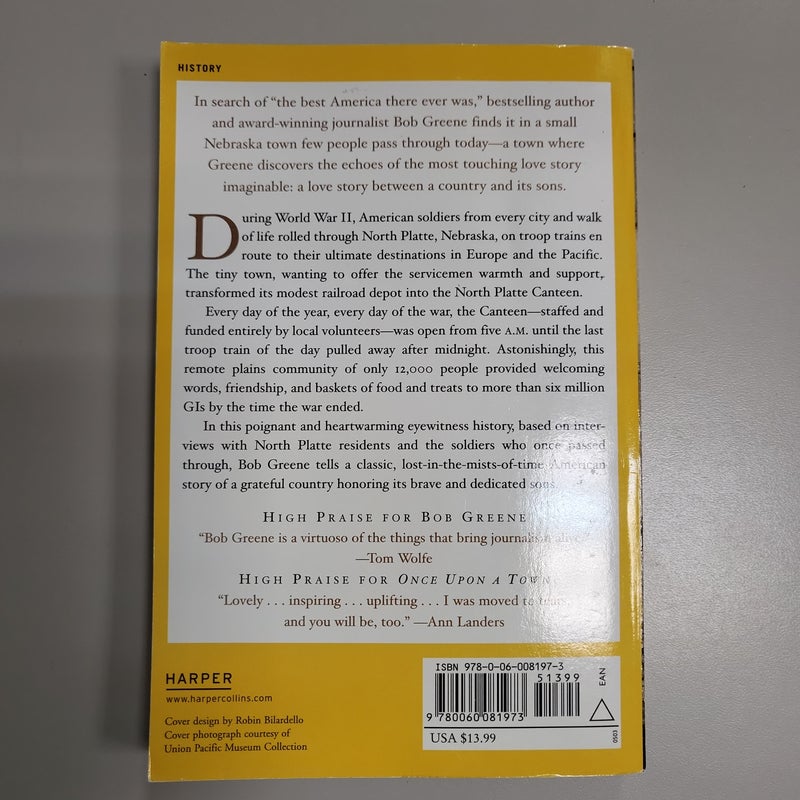 HISTORY
In search of “the best America there ever was,” bestselling author
and award-winning journalist Bob Greene finds it in a small
Nebraska town few people pass through today—a town where
Greene discovers the echoes of the most touching love story
imaginable: a love story between a country and its sons.
During World War II, American soldiers from every city and walk
of life rolled through North Platte, Nebraska, on troop trains en
route to their ultimate destinations in Europe and the Pacific.
The tiny town, wanting to offer the servicemen warmth and support,
transformed its modest railroad depot into the North Platte Canteen.
Every day of the year, every day of the war, the Canteen—staffed and
funded entirely by local volunteers—was open from five A.M. until the last
troop train of the day pulled away after midnight. Astonishingly, this
remote plains community of only 12,000 people provided welcoming
words, friendship, and baskets of food and treats to more than six million
GIs by the time the war ended.
In this poignant and heartwarming eyewitness history, based on inter-
views with North Platte residents and the soldiers who once passed
through, Bob Greene tells a classic, lost-in-the-mists-of-time American
story of a grateful country honoring its brave and dedicated sons.
HIGH PRAISE FOR BOB GREENE
“Bob Greene is a virtuoso of the things that bring journalism alive.”
—Tom Wolfe
HIGH PRAISE FOR ONCE UPON A TOWN
“Lovely . . . inspiring . . . uplifting . . . I was moved to tears,
and you will be, too.” —Ann Landers
HARPER
www.harpercollins.com
Cover design by Robin Bilardello
Cover photograph courtesy of
Union Pacific Museum Collection
ISBN 978-0-06-008197-3
51399
9 780060 081973
EAN
USA $13.99
0503